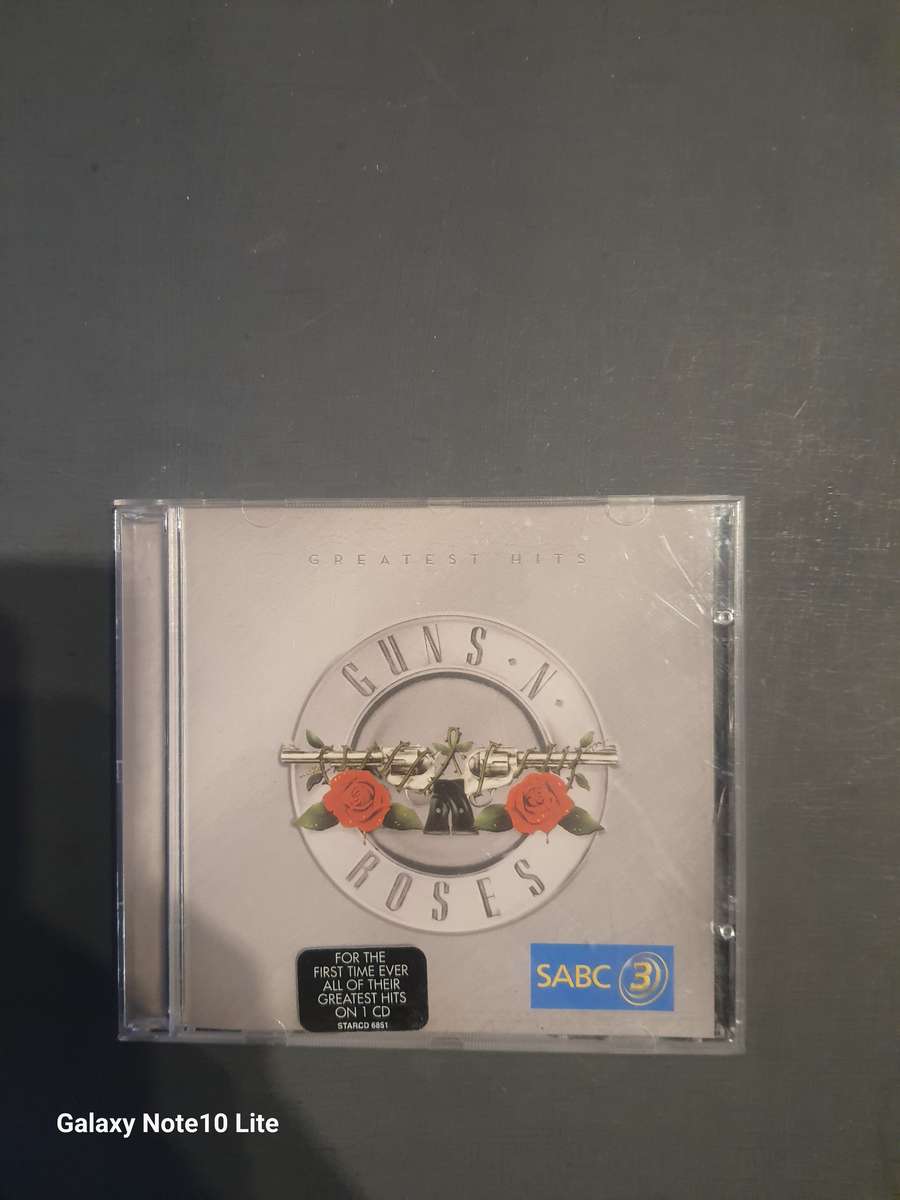 GREATEST HITS
GUNS · N ·
ROSES
FOR THE
FIRST TIME EVER
ALL OF THEIR
GREATEST HITS
ON 1 CD
STARCD 6851
SABC 3
Galaxy Note10 Lite